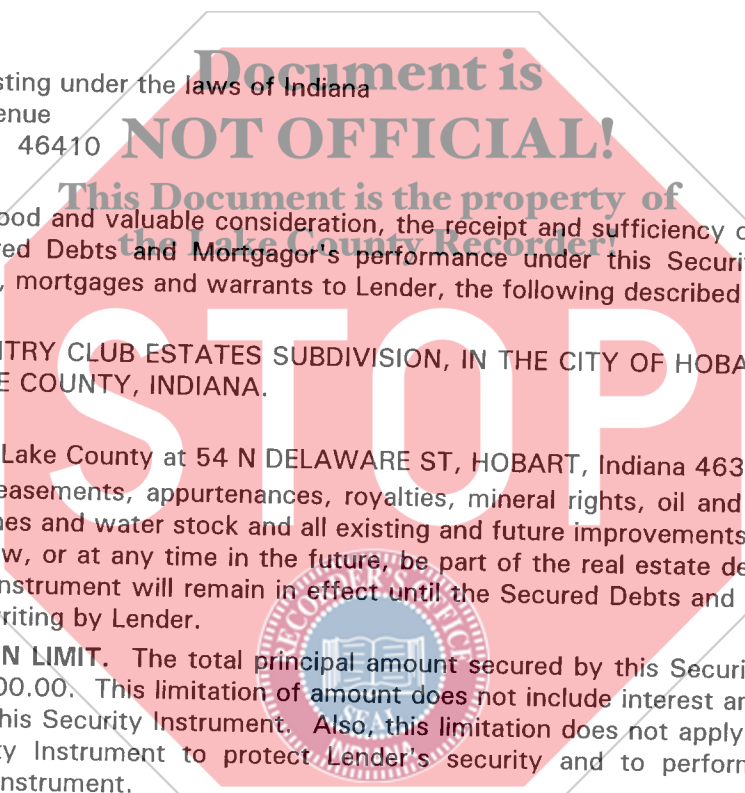 Document is
sting under the laws of Indiana
enue
46410
NOT OFFICIAL!
This Document is the property of
ood and valuable consideration, the receipt and sufficiency o
the Lake County Recorder!
red Debts and Mortgagor's performance under this Securit
, mortgages and warrants to Lender, the following described
STOP
NTRY CLUB ESTATES SUBDIVISION, IN THE CITY OF HOBA
E COUNTY, INDIANA.
Lake County at 54 N DELAWARE ST, HOBART, Indiana 463
easements, appurtenances, royalties, mineral rights, oil and
nes and water stock and all existing and future improvements
w, or at any time in the future, be part of the real estate de
nstrument will remain in effect until the Secured Debts and
riting by Lender.
RECORDER'S OFFICE
SEAL
INDIANA
N LIMIT. The total principal amount secured by this Securi
00.00. This limitation of amount does not include interest an
his Security Instrument. Also, this limitation does not apply
ty Instrument to protect Lender's security and to perform
nstrument.